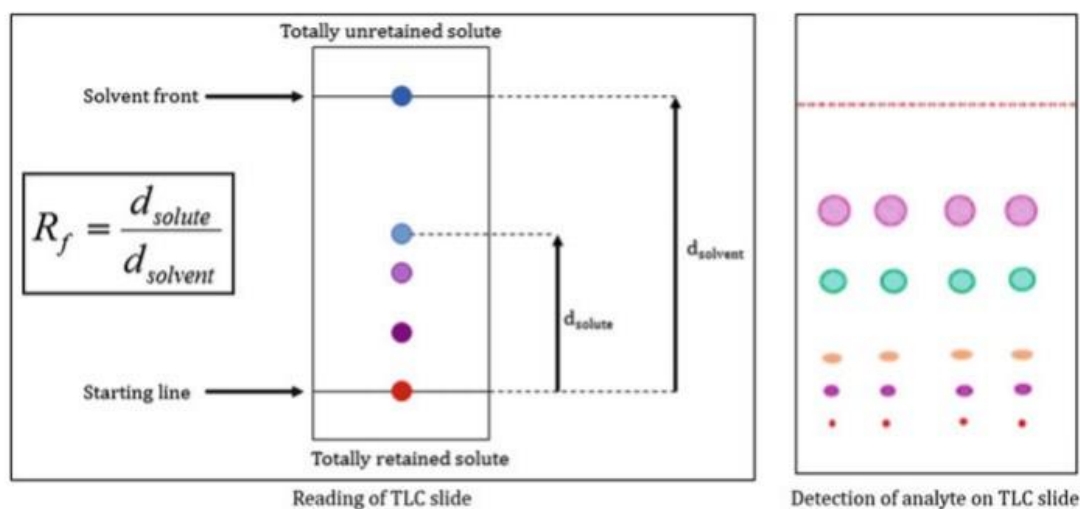 Totally unretained solute
Solvent front
R_f = d_solute / d_solvent
d_solvent
d_solute
Starting line
Totally retained solute
Reading of TLC slide
Detection of analyte on TLC slide